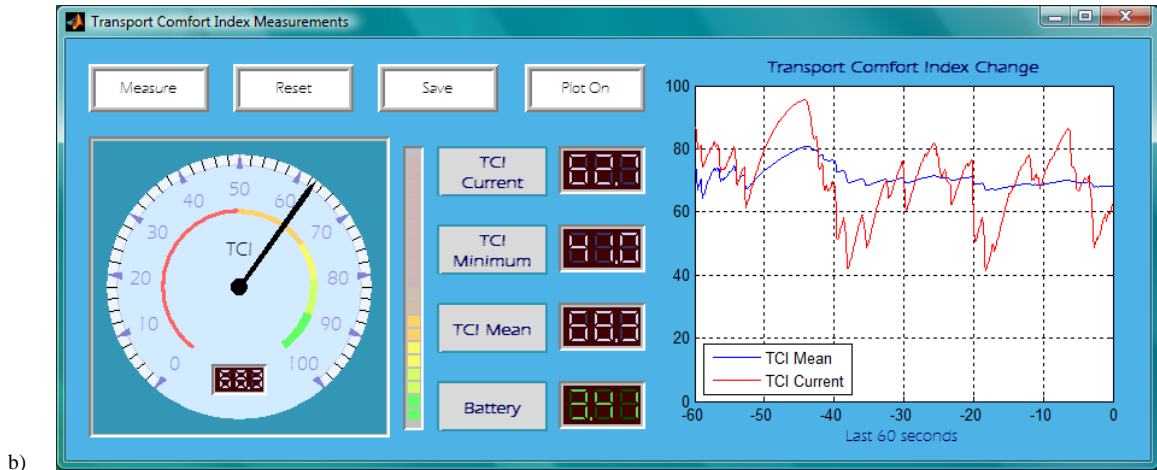 Transport Comfort Index Measurements
Measure
Reset
Save
Plot On
0
10
20
30
40
50
60
70
80
90
100
TCI
TCI
Current
62.7
TCI
Minimum
41.0
TCI Mean
68.3
Battery
3.41
Transport Comfort Index Change
100
80
60
40
20
0
TCI Mean
TCI Current
-60
-50
-40
-30
-20
-10
0
Last 60 seconds
b)